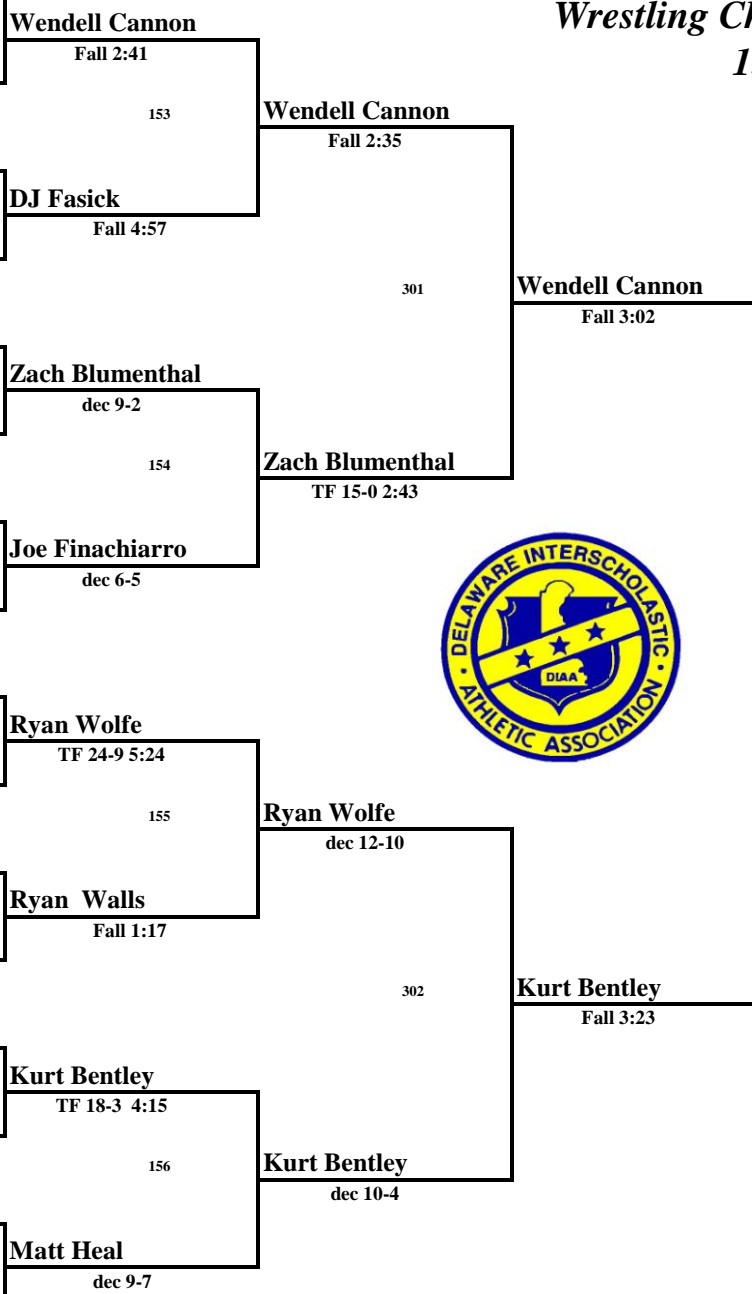 Wrestling Ch
Wendell Cannon
Fall 2:41
1
153
Wendell Cannon
Fall 2:35
DJ Fasick
Fall 4:57
301
Wendell Cannon
Fall 3:02
Zach Blumenthal
dec 9-2
154
Zach Blumenthal
TF 15-0 2:43
Joe Finachiarro
dec 6-5
DELAWARE INTERSCHOLASTIC
DIAA
ATHLETIC ASSOCIATION
Ryan Wolfe
TF 24-9 5:24
155
Ryan Wolfe
dec 12-10
Ryan Walls
Fall 1:17
302
Kurt Bentley
Fall 3:23
Kurt Bentley
TF 18-3 4:15
156
Kurt Bentley
dec 10-4
Matt Heal
dec 9-7